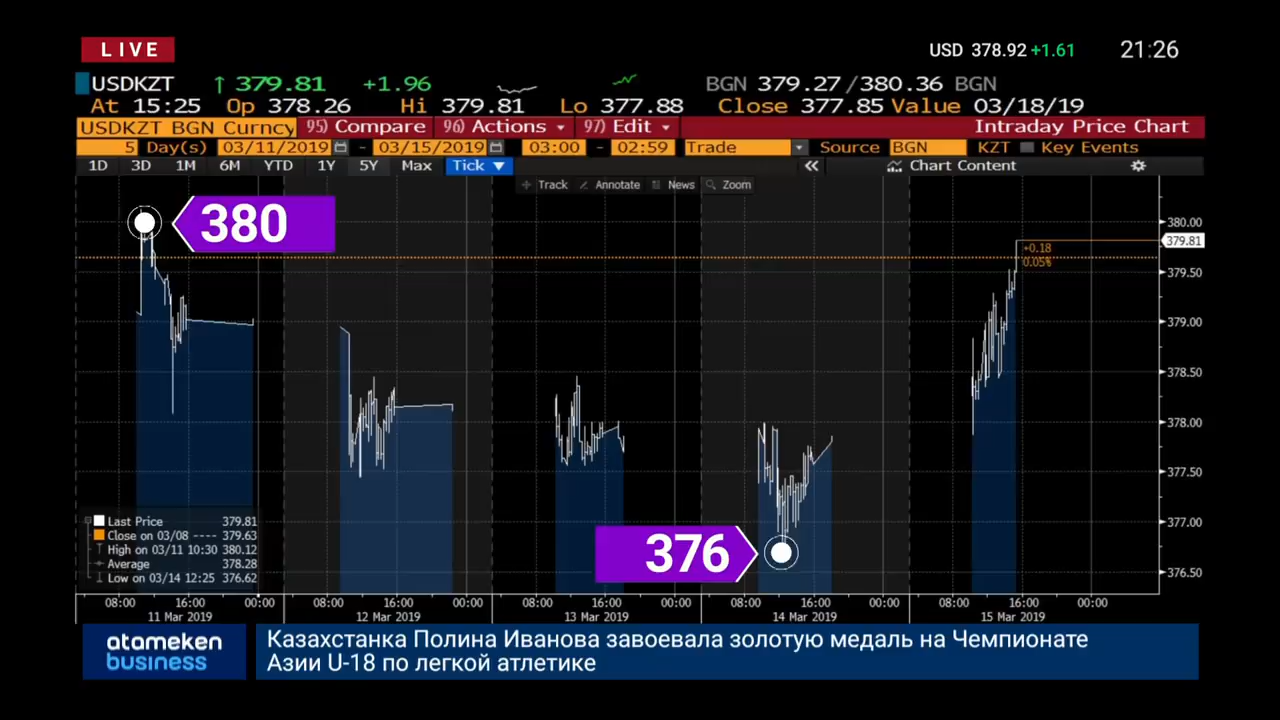 LIVE
USD 378.92 +1.61 21:26
USDKZT ↑ 379.81 +1.96 BGN 379.27/380.36 BGN
At 15:25 Op 378.26 Hi 379.81 Lo 377.88 Close 377.85 Value 03/18/19
USDKZT BGN Curncy 95) Compare 96) Actions 97) Edit Intraday Price Chart
5 Day(s) 03/11/2019 - 03/15/2019 03:00 - 02:59 Trade Source BGN KZT Key Events
1D 3D 1M 6M YTD 1Y 5Y Max Tick ▼ « Chart Content
Track Annotate News Zoom
380
380.00
379.81
+0.18
0.05%
379.50
379.00
378.50
378.00
377.50
377.00
376.50
376
Last Price 379.81
Close on 03/08 ---- 379.63
High on 03/11 10:30 380.12
Average 378.28
Low on 03/14 12:25 376.62
08:00 16:00 00:00 08:00 16:00 00:00 08:00 16:00 00:00 08:00 16:00 00:00 08:00 16:00 00:00
11 Mar 2019 12 Mar 2019 13 Mar 2019 14 Mar 2019 15 Mar 2019
atameken
business
Казахстанка Полина Иванова завоевала золотую медаль на Чемпионате
Азии U-18 по легкой атлетике